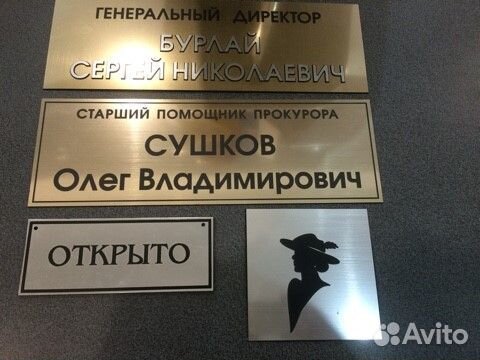 ГЕНЕРАЛЬНЫЙ ДИРЕКТОР
БУРЛАЙ
СЕРГЕЙ НИКОЛАЕВИЧ
СТАРШИЙ ПОМОЩНИК ПРОКУРОРА
СУШКОВ
Олег Владимирович
ОТКРЫТО
Avito